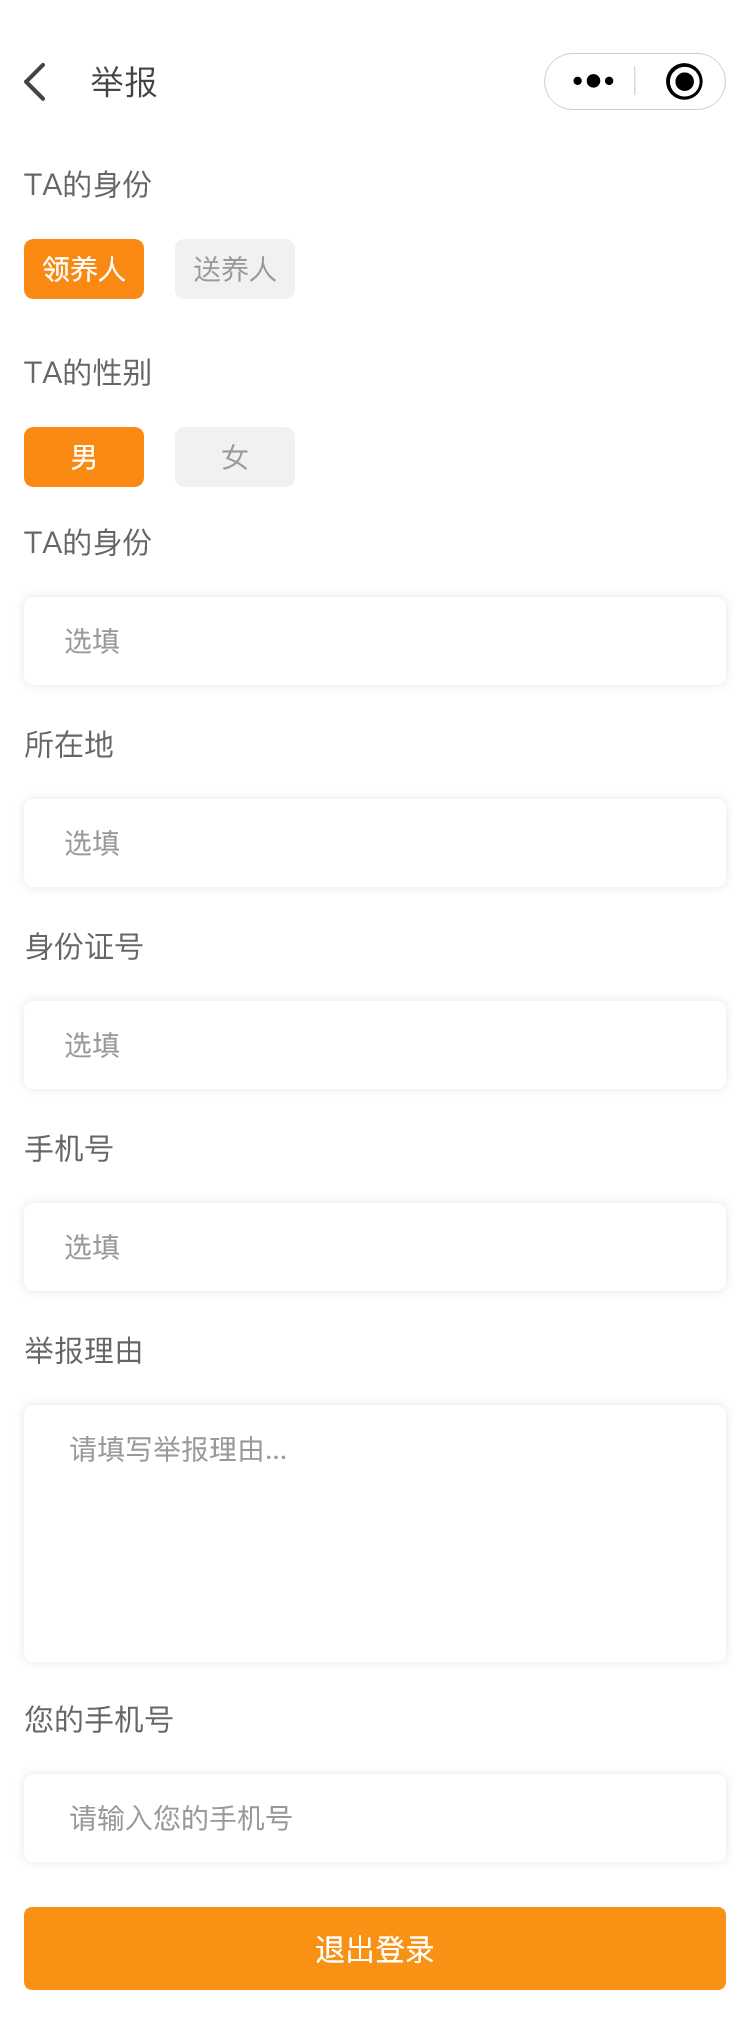 举报
TA的身份
领养人 送养人
TA的性别
男 女
TA的身份
选填
所在地
选填
身份证号
选填
手机号
选填
举报理由
请填写举报理由...
您的手机号
请输入您的手机号
退出登录